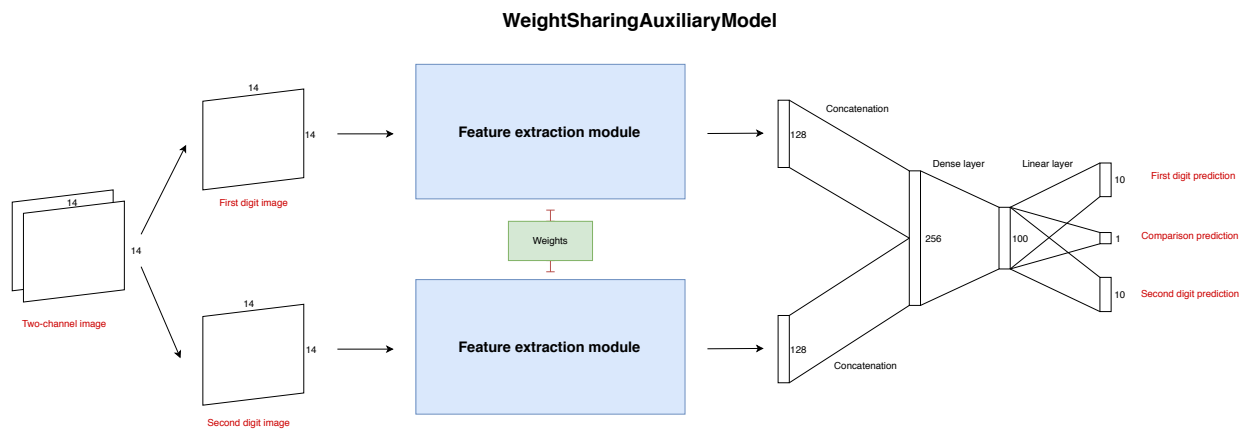 WeightSharingAuxiliaryModel
14
14
First digit image
Feature extraction module
128
Concatenation
Dense layer
Linear layer
10
First digit prediction
14
14
Two-channel image
Weights
256
100
1
Comparison prediction
10
Second digit prediction
14
14
Second digit image
Feature extraction module
128
Concatenation